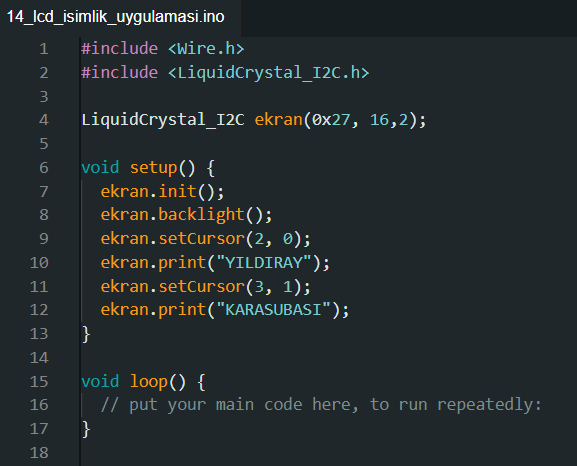 14_lcd_isimlik_uygulamasi.ino
1 #include <Wire.h>
2 #include <LiquidCrystal_I2C.h>
3
4 LiquidCrystal_I2C ekran(0x27, 16,2);
5
6 void setup() {
7   ekran.init();
8   ekran.backlight();
9   ekran.setCursor(2, 0);
10   ekran.print("YILDIRAY");
11   ekran.setCursor(3, 1);
12   ekran.print("KARASUBASI");
13 }
14
15 void loop() {
16   // put your main code here, to run repeatedly:
17 }
18